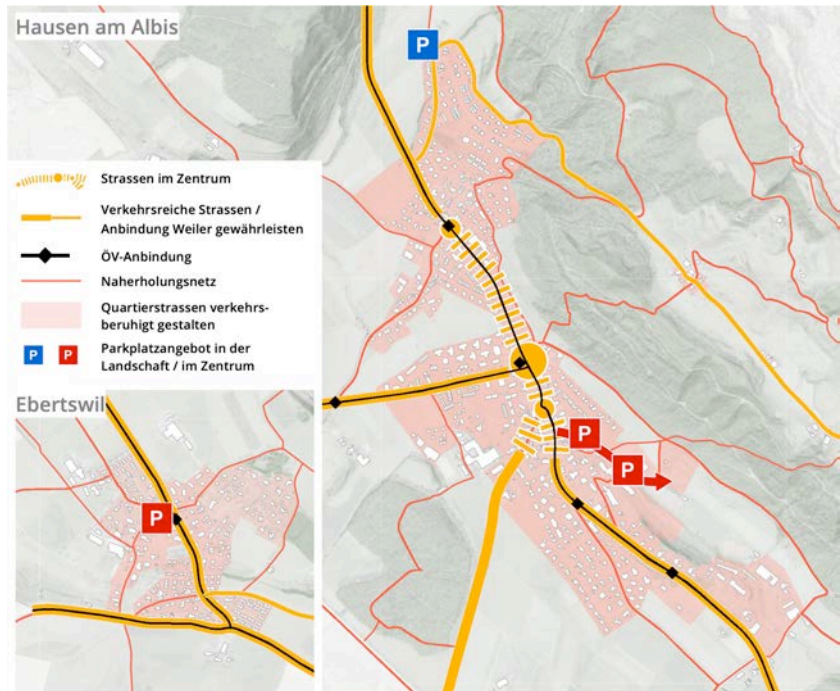 Hausen am Albis
P
Strassen im Zentrum
Verkehrsreiche Strassen /
Anbindung Weiler gewährleisten
ÖV-Anbindung
Naherholungsnetz
Quartierstrassen verkehrs-
beruhigt gestalten
P P Parkplatzangebot in der
Landschaft / im Zentrum
Ebertswil
P
P
P